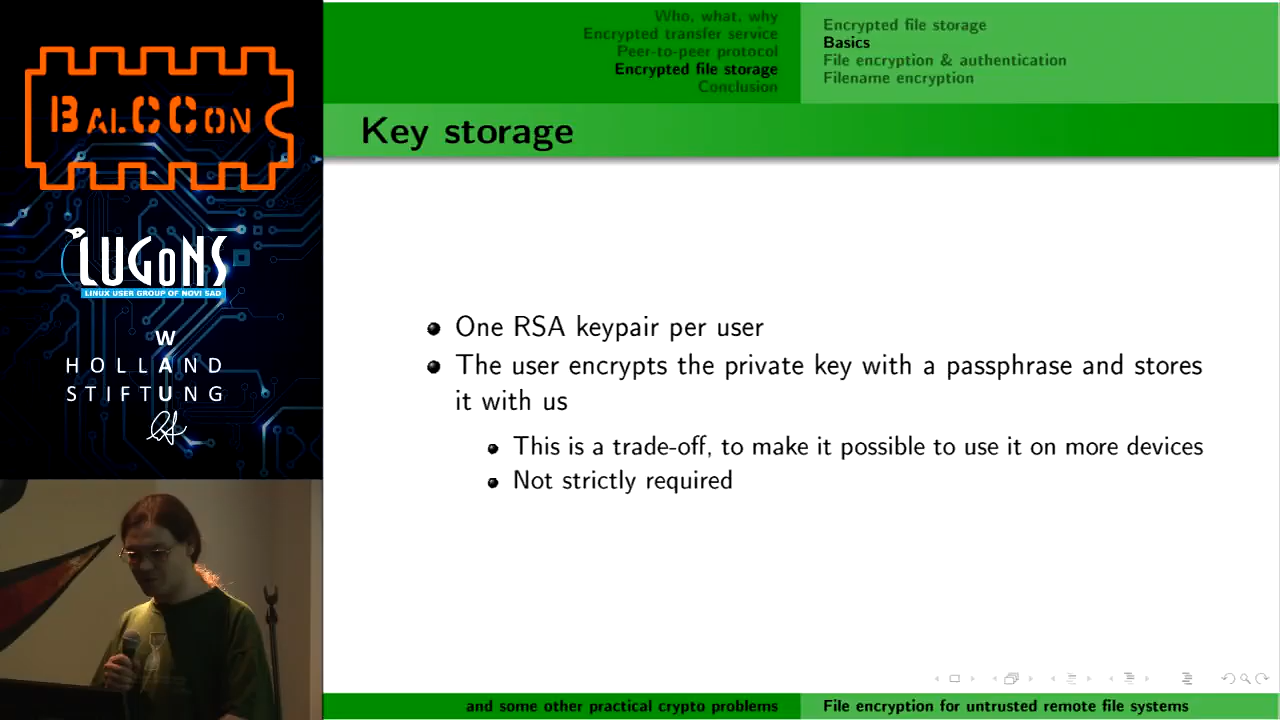 BALCCON
LUGONS
LINUX USER GROUP OF NOVI SAD
W
HOLLAND
STIFTUNG
Who, what, why
Encrypted transfer service
Peer-to-peer protocol
Encrypted file storage
Conclusion
Encrypted file storage
Basics
File encryption & authentication
Filename encryption
Key storage
One RSA keypair per user
The user encrypts the private key with a passphrase and stores
it with us
This is a trade-off, to make it possible to use it on more devices
Not strictly required
and some other practical crypto problems
File encryption for untrusted remote file systems